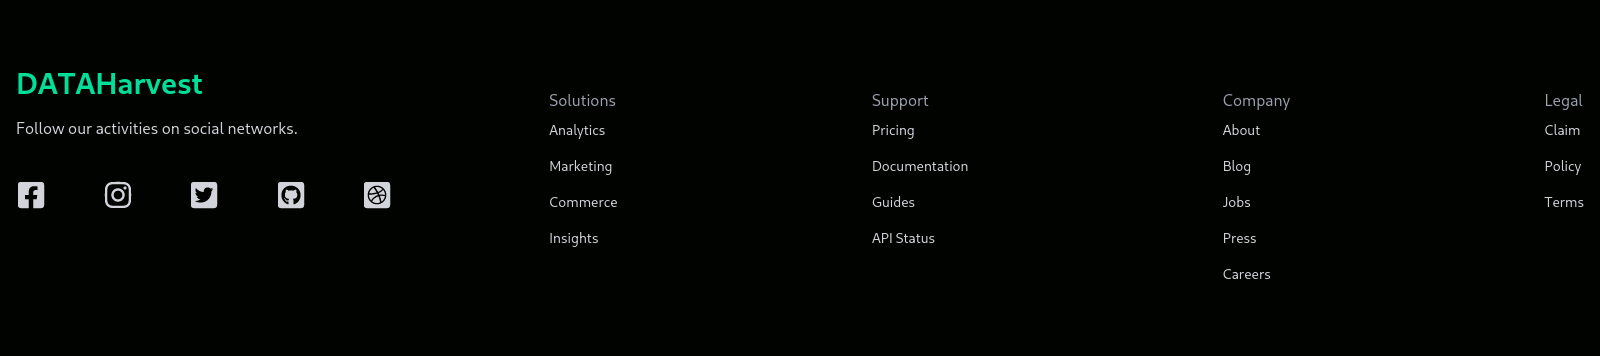 DATAHarvest
Follow our activities on social networks.
Solutions
Analytics
Marketing
Commerce
Insights
Support
Pricing
Documentation
Guides
API Status
Company
About
Blog
Jobs
Press
Careers
Legal
Claim
Policy
Terms